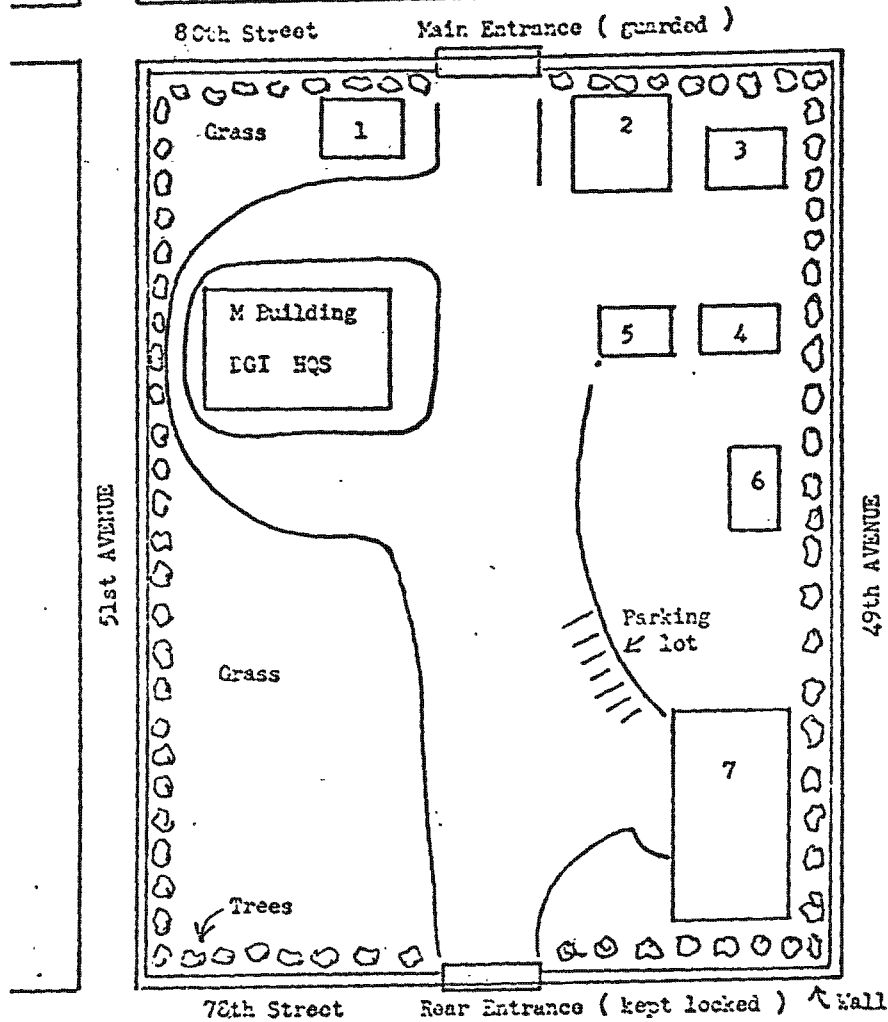 80th Street Main Entrance ( guarded )
Grass
1
2
3
M Building
DGI HQS
5
4
6
51st AVENUE
49th AVENUE
Parking
lot
Grass
7
Trees
78th Street Rear Entrance ( kept locked ) Wall